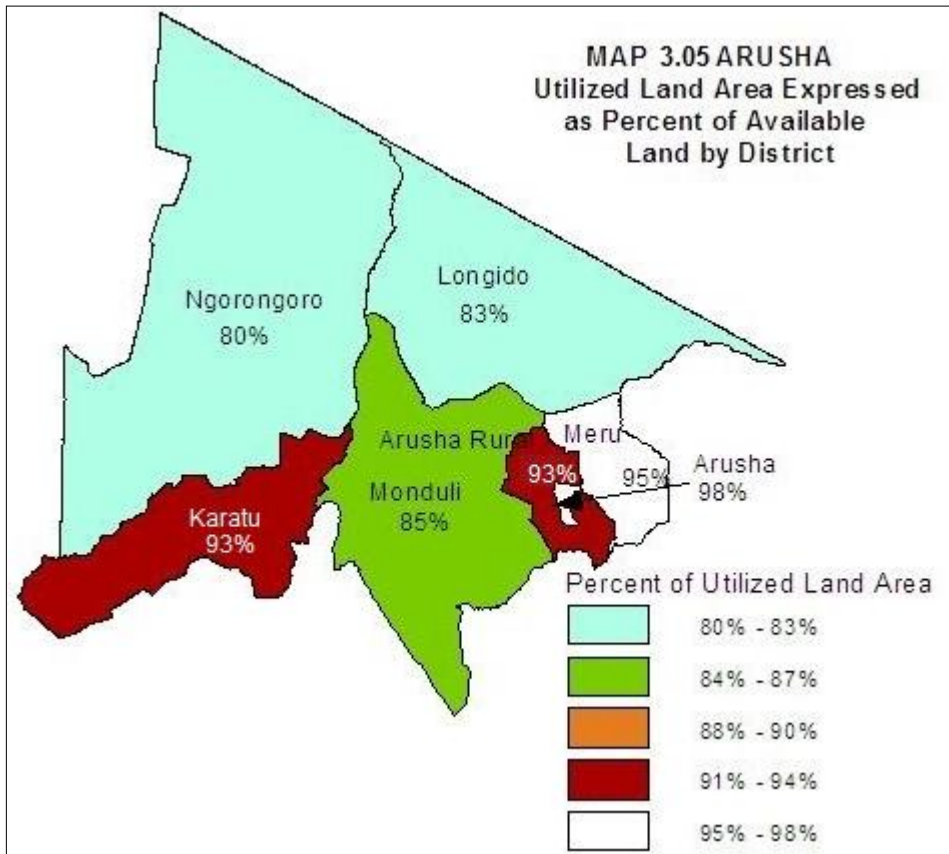 MAP 3.05 ARUSHA
Utilized Land Area Expressed
as Percent of Available
Land by District
Longido
83%
Ngorongoro
80%
Arusha Rural
93%
Meru
95%
Arusha
98%
Monduli
85%
Karatu
93%
Percent of Utilized Land Area
80% - 83%
84% - 87%
88% - 90%
91% - 94%
95% - 98%